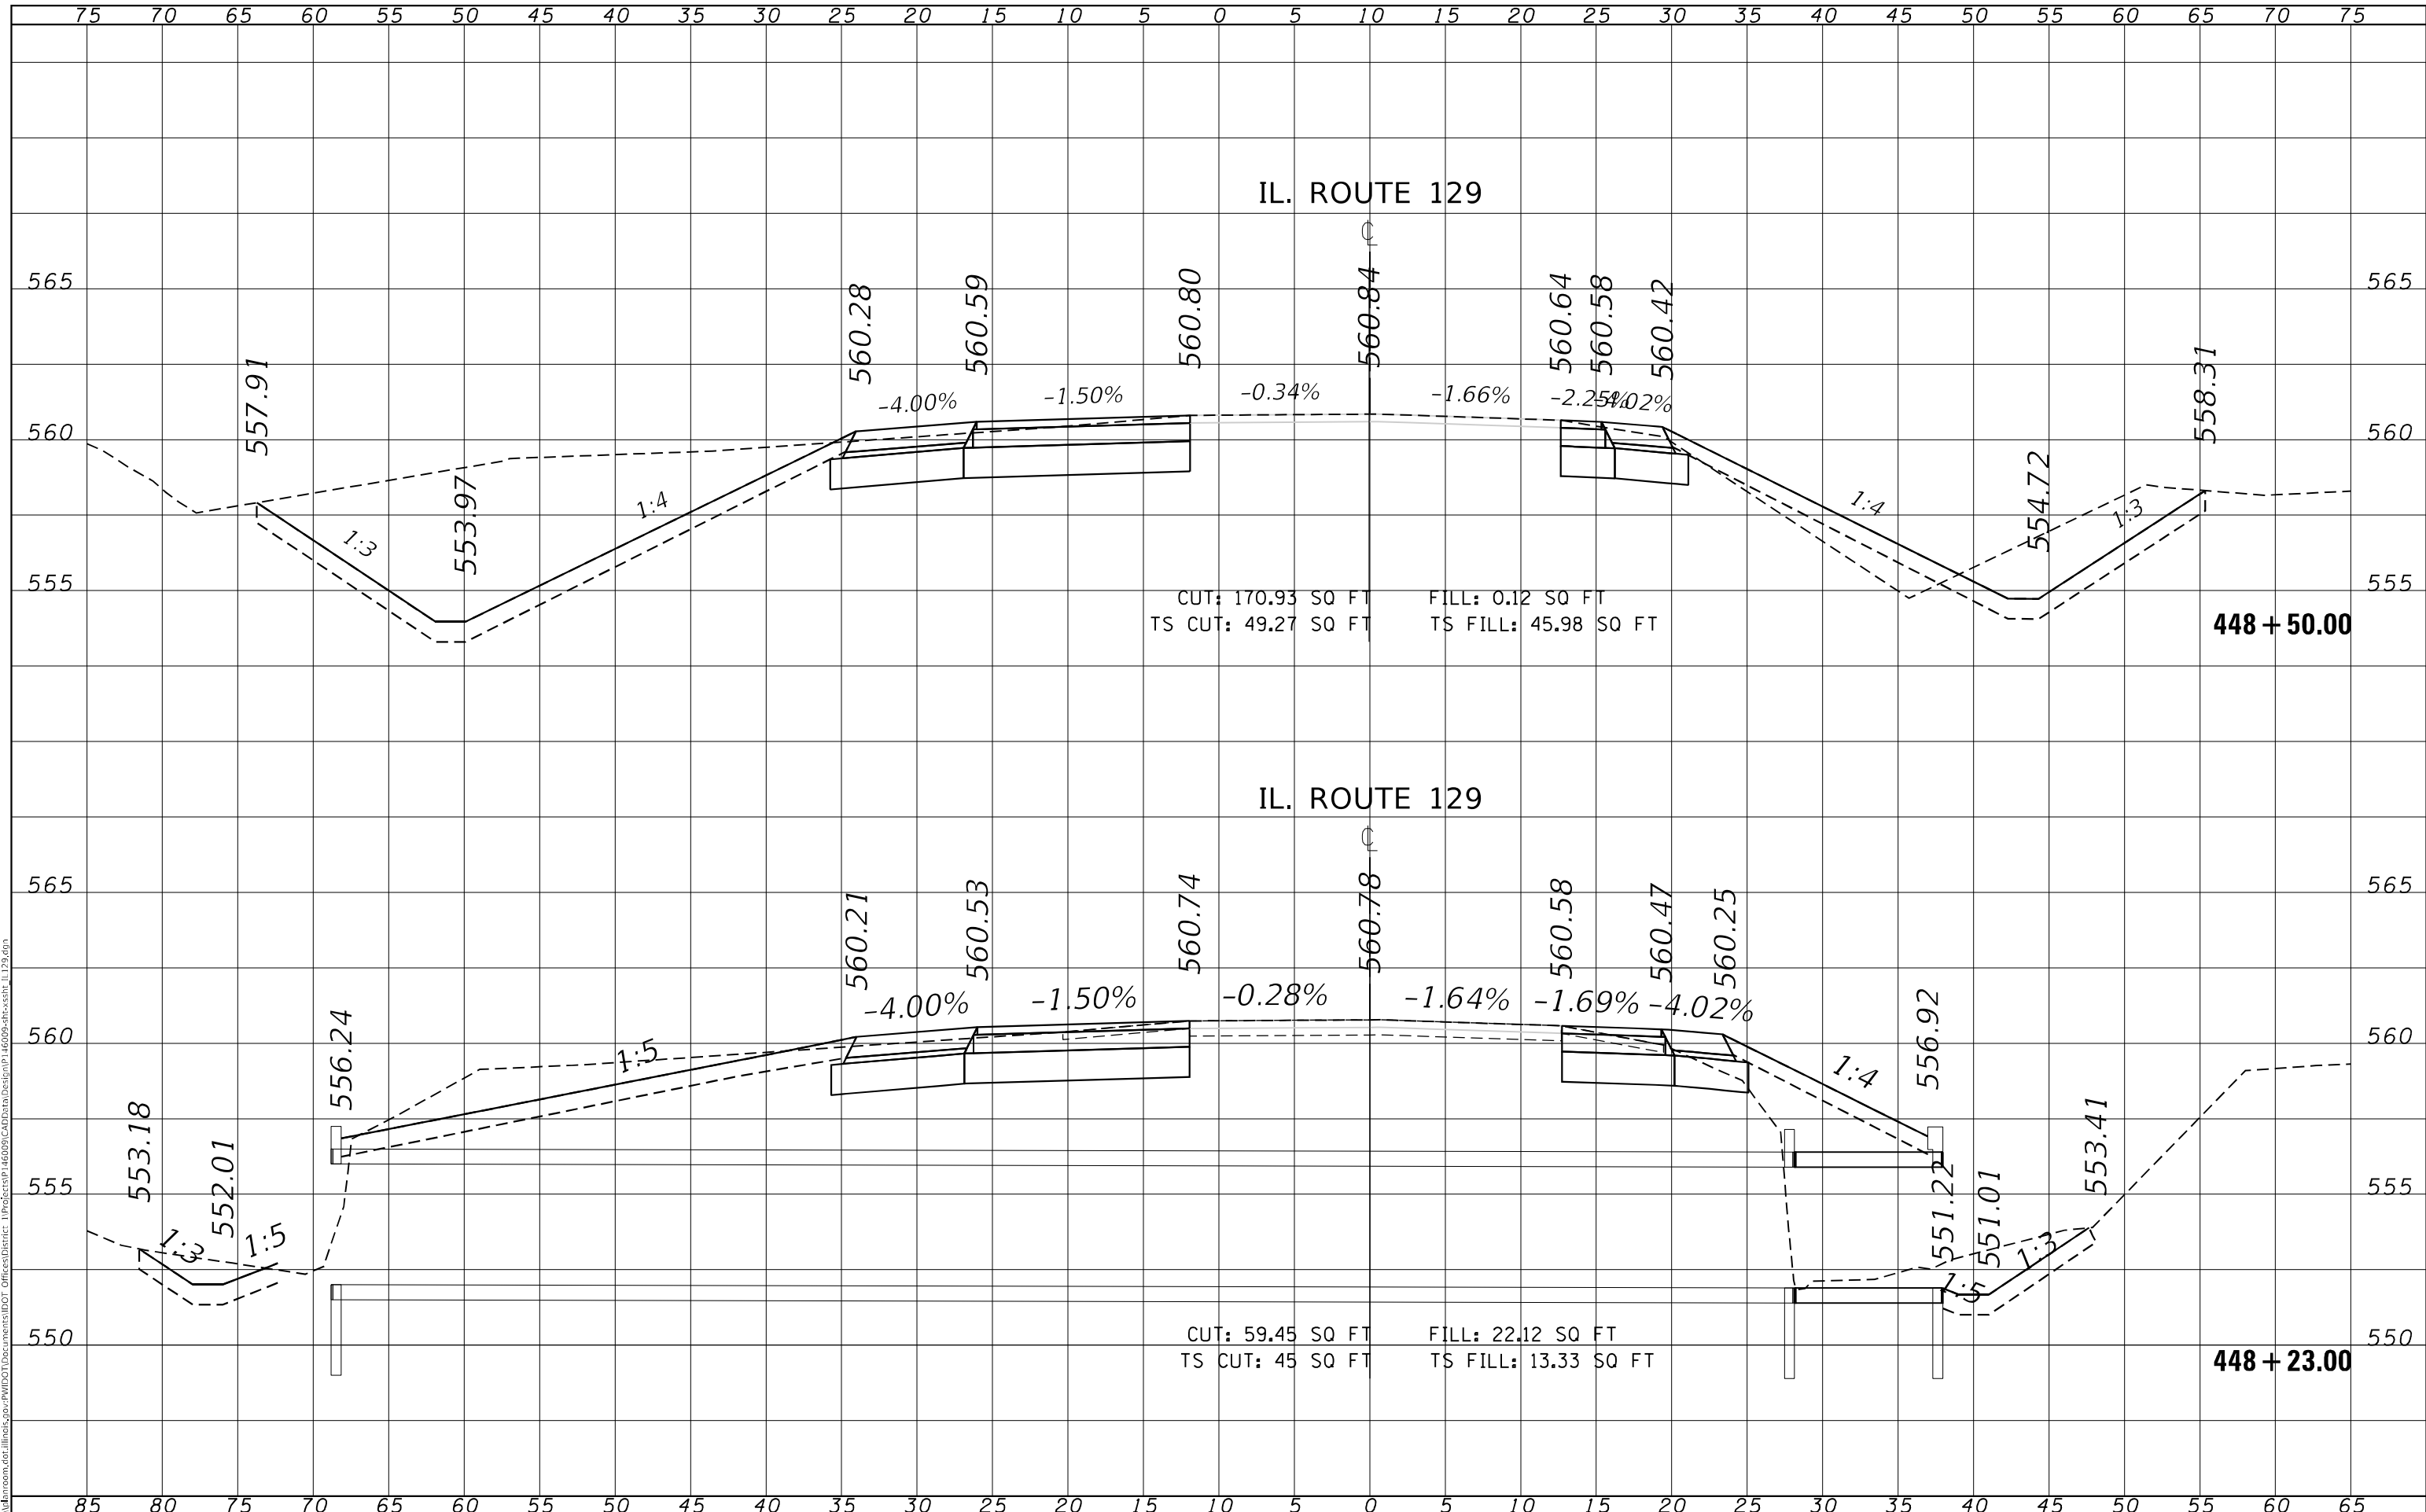 75 70 65 60 55 50 45 40 35 30 25 20 15 10 5 0 5 10 15 20 25 30 35 40 45 50 55 60 65 70 75
IL. ROUTE 129
℄
565 565
557.91 553.97 560.28 560.59 560.80 560.84 560.64 560.58 560.42 554.72 558.31
-4.00% -1.50% -0.34% -1.66% -2.25% -4.02%
560 560
1:3 1:4 1:4 1:3
555 555
CUT: 170.93 SQ FT FILL: 0.12 SQ FT
TS CUT: 49.27 SQ FT TS FILL: 45.98 SQ FT
448+50.00
IL. ROUTE 129
℄
565 565
553.18 552.01 556.24 560.21 560.53 560.74 560.78 560.58 560.47 560.25 556.92 551.22 551.01 553.41
-4.00% -1.50% -0.28% -1.64% -1.69% -4.02%
560 560
1:5 1:4
555 555
1:3 1:5 1:5 1:3
550 550
CUT: 59.45 SQ FT FILL: 22.12 SQ FT
TS CUT: 45 SQ FT TS FILL: 13.33 SQ FT
448+23.00
85 80 75 70 65 60 55 50 45 40 35 30 25 20 15 10 5 0 5 10 15 20 25 30 35 40 45 50 55 60 65